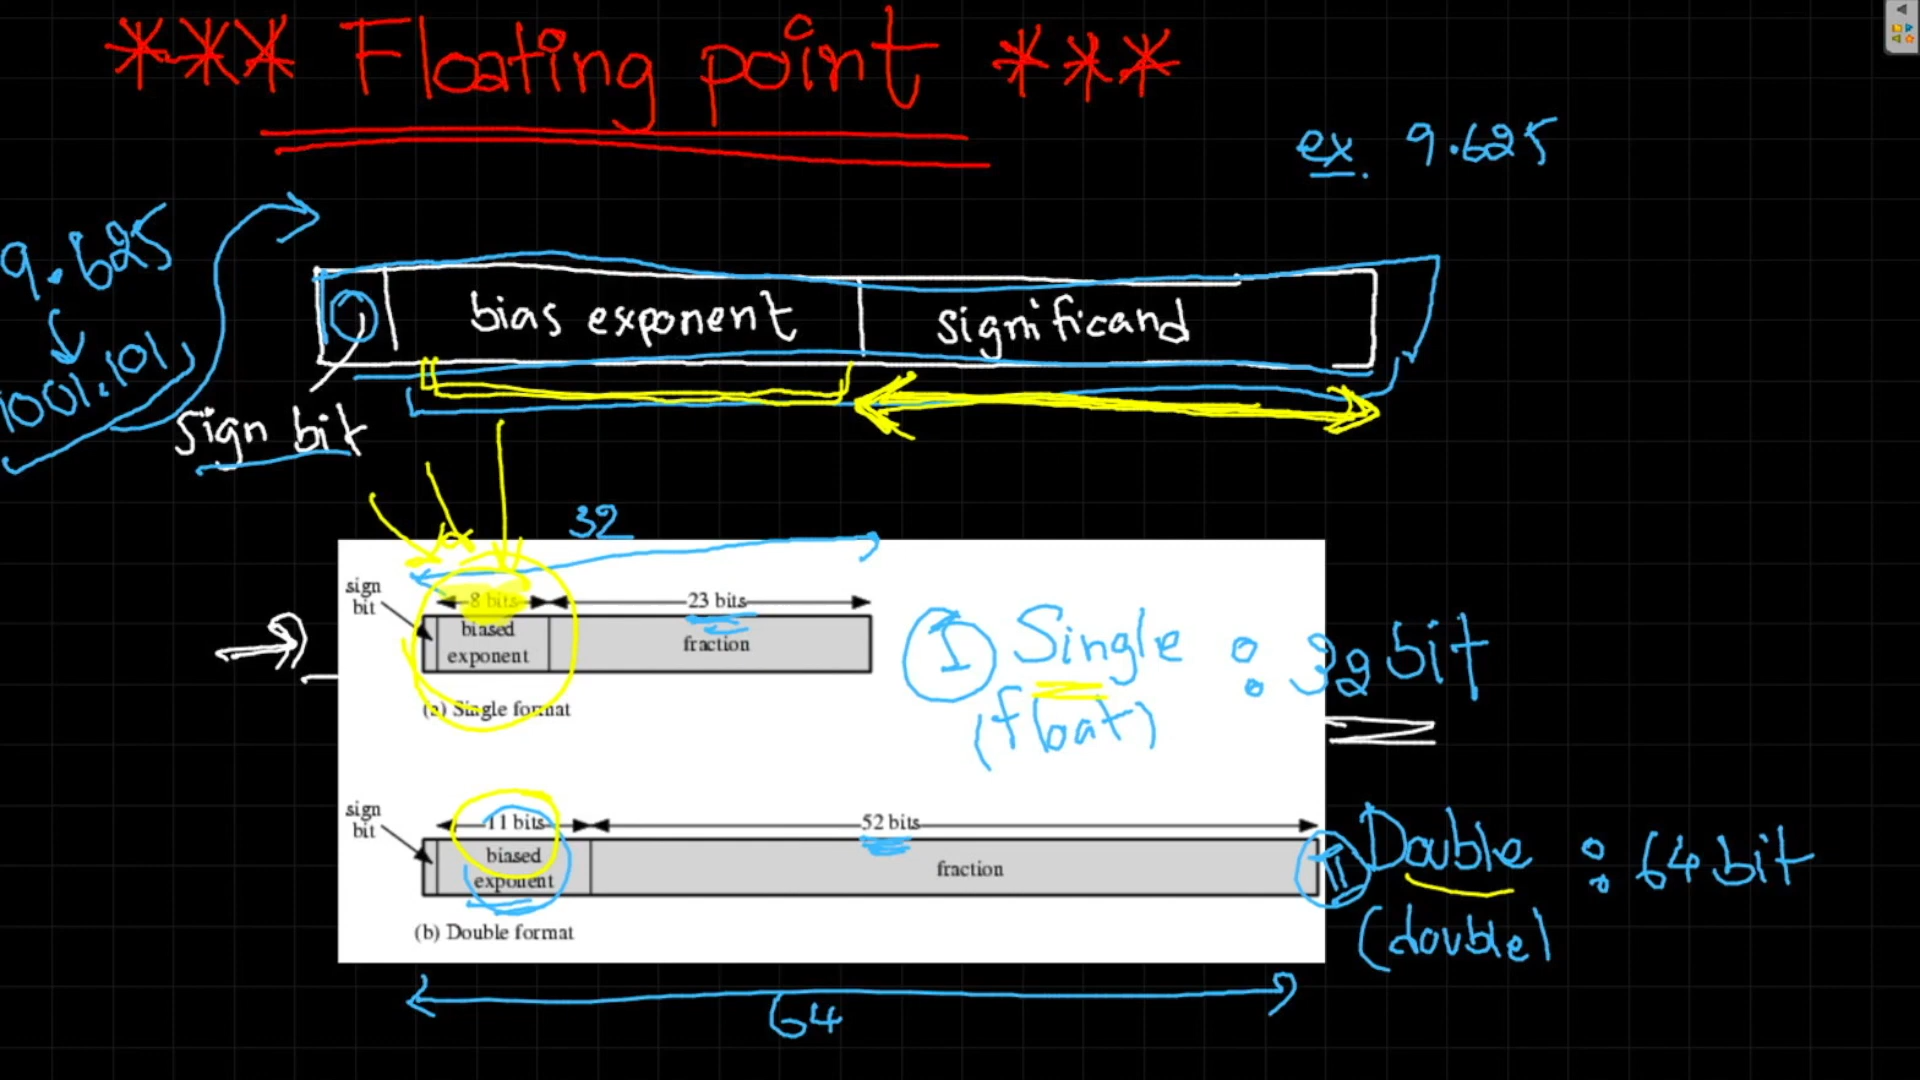 *** Floating point ***
ex. 9.625
9.625
1001.101
bias exponent significand
sign bit
32
sign
bit
8 bits 23 bits
biased
exponent
fraction
(a) Single format
I Single : 32 bit
(float)
sign
bit
11 bits 52 bits
biased
exponent
fraction
(b) Double format
II Double : 64 bit
(double)
64